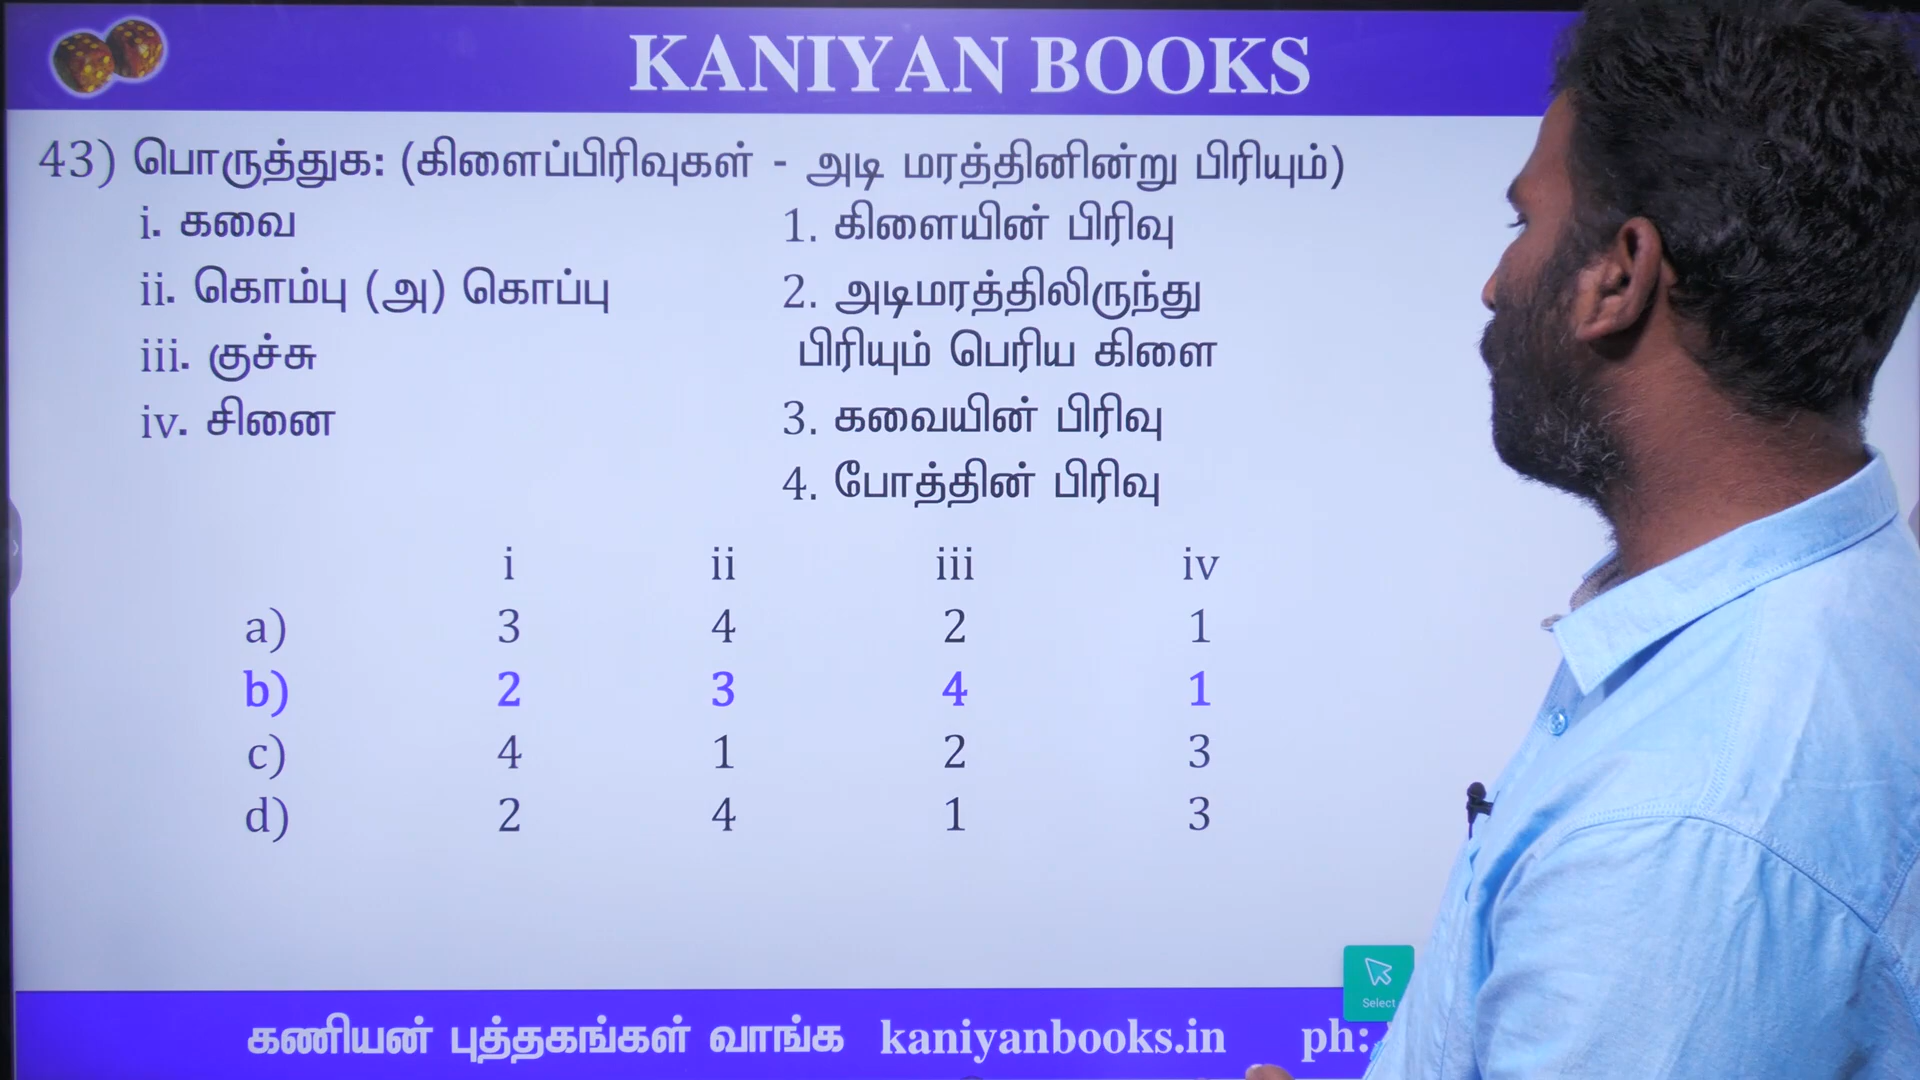 KANIYAN BOOKS
43) பொருத்துக: (கிளைப்பிரிவுகள் - அடி மரத்தினின்று பிரியும்)
i. கவை 1. கிளையின் பிரிவு
ii. கொம்பு (அ) கொப்பு 2. அடிமரத்திலிருந்து
iii. குச்சு பிரியும் பெரிய கிளை
iv. சினை 3. கவையின் பிரிவு
4. போத்தின் பிரிவு
i ii iii iv
a) 3 4 2 1
b) 2 3 4 1
c) 4 1 2 3
d) 2 4 1 3
Select
கணியன் புத்தகங்கள் வாங்க kaniyanbooks.in ph: